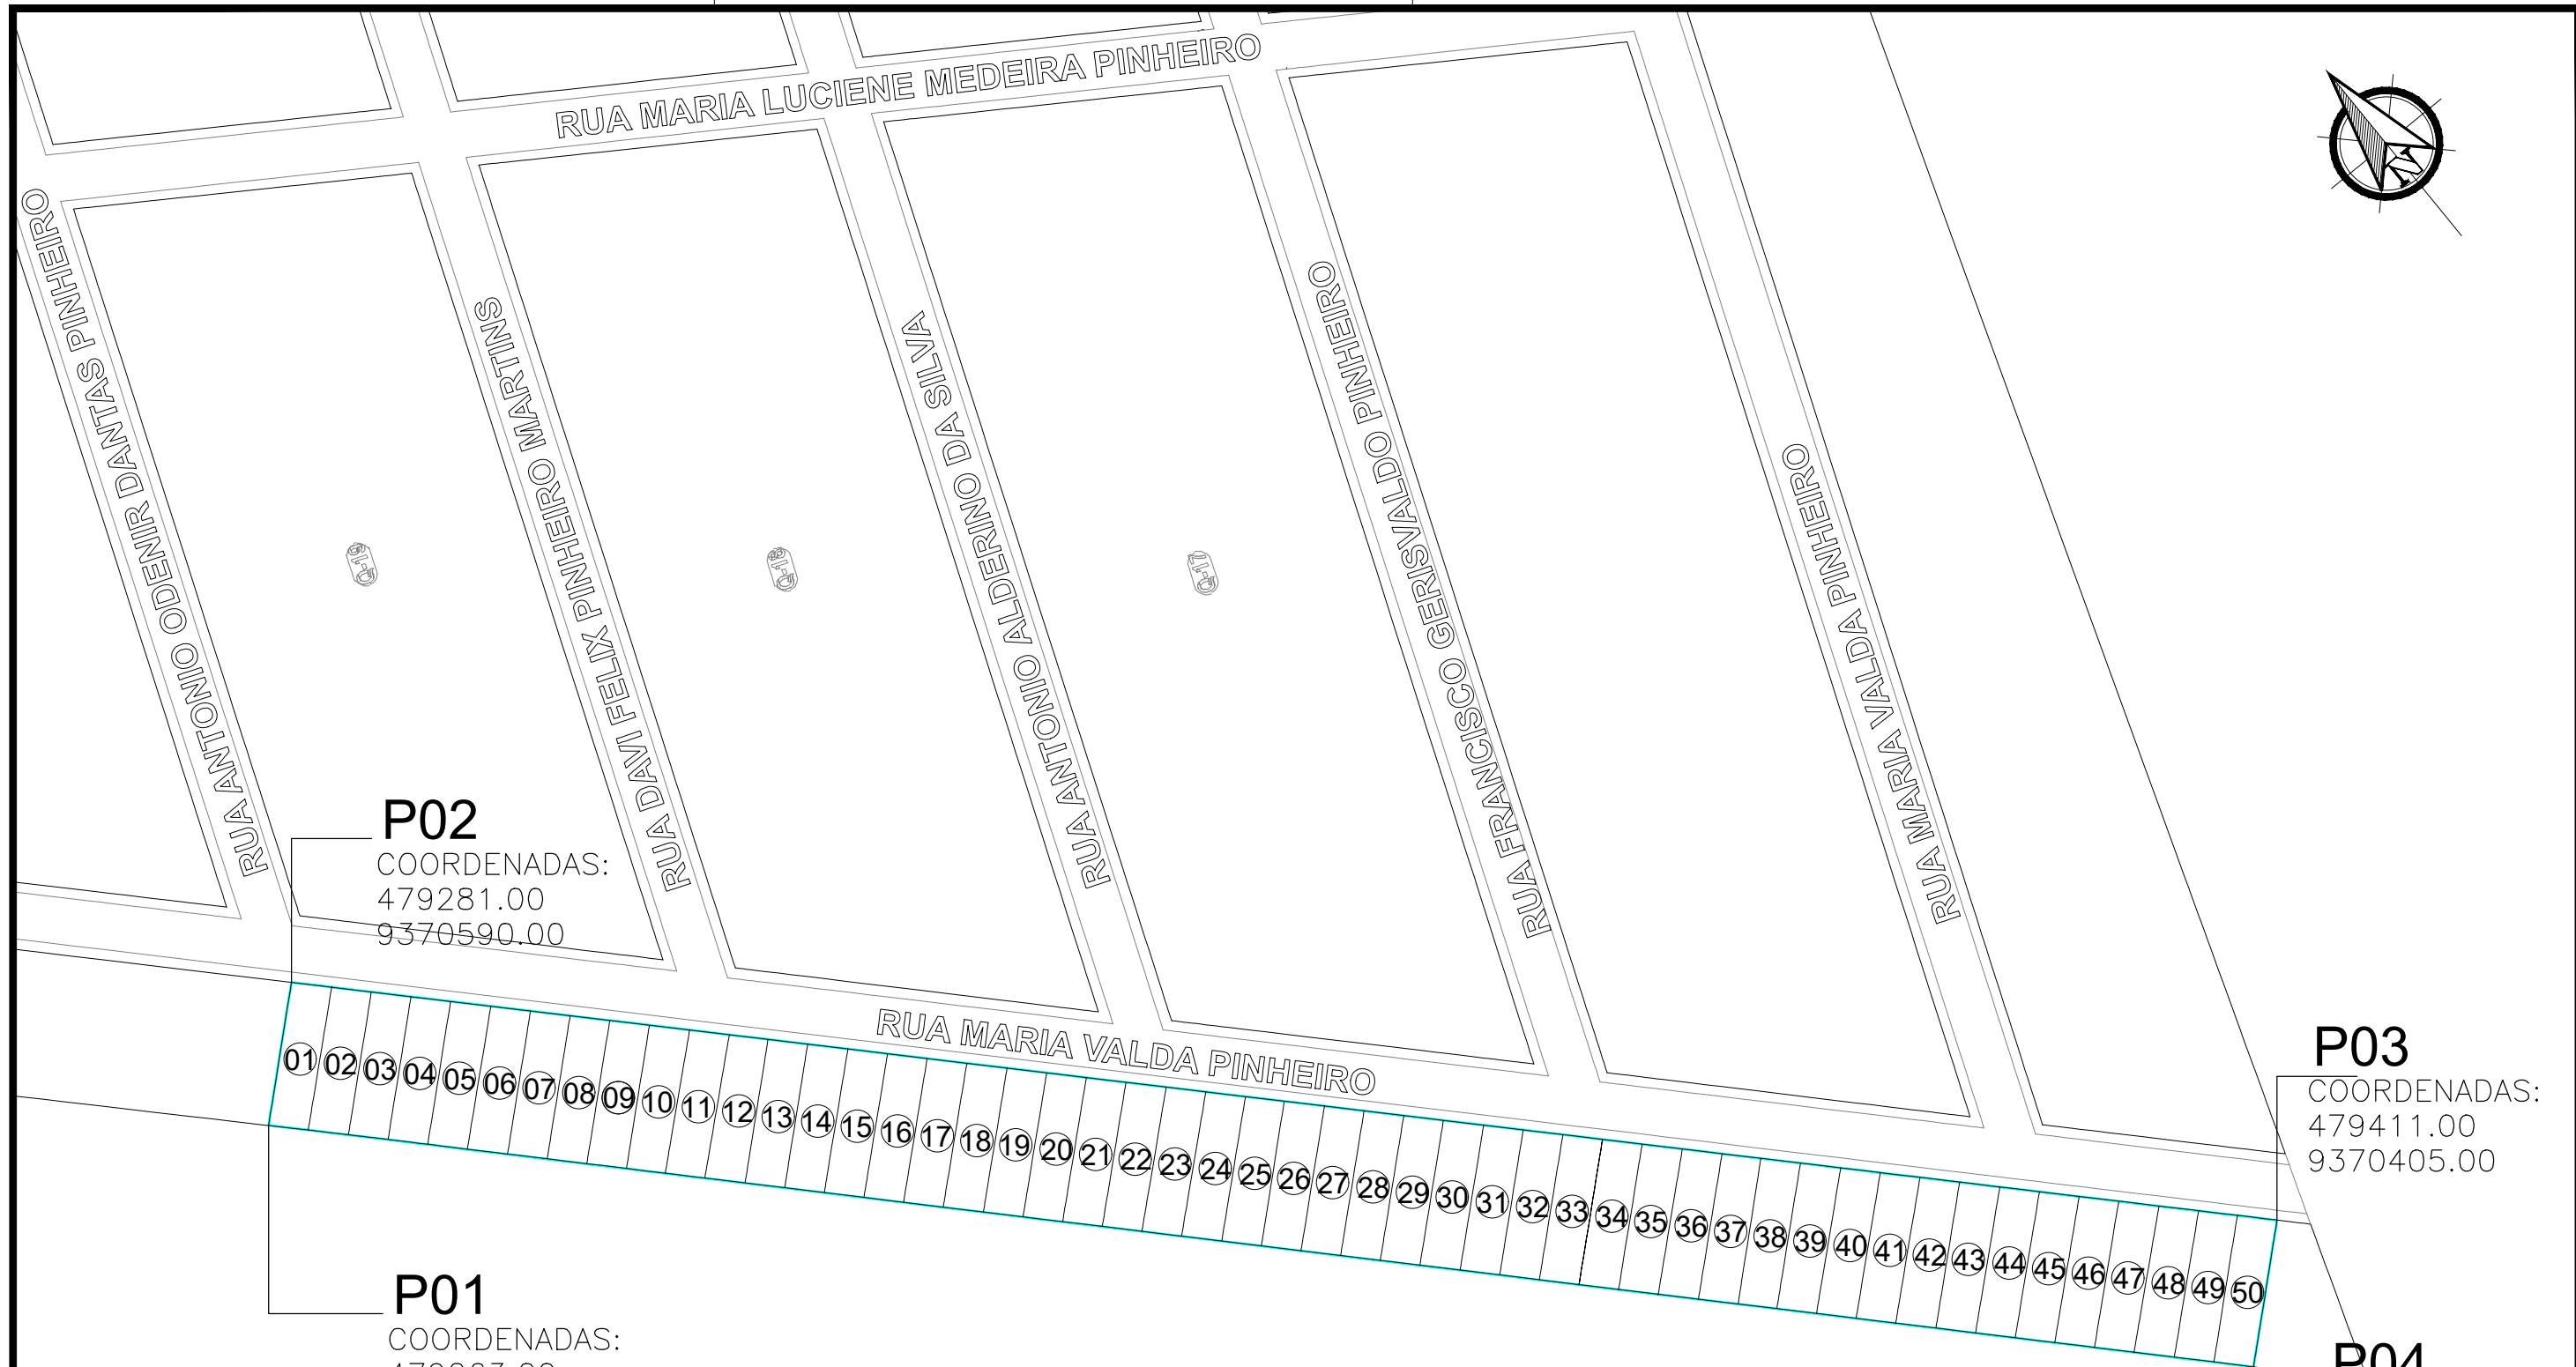 RUA MARIA LUCIENE MEDEIRA PINHEIRO
N
RUA ANTONIO ODENIR DANTAS PINHEIRO
RUA DAVI FELIX PINHEIRO MARTINS
RUA ANTONIO ALDERINO DA SILVA
RUA FRANCISCO GERISVALDO PINHEIRO
RUA MARIA VALDA PINHEIRO
Q-17
P02
COORDENADAS:
479281.00
9370590.00
RUA MARIA VALDA PINHEIRO
P03
COORDENADAS:
479411.00
9370405.00
01 02 03 04 05 06 07 08 09 10 11 12 13 14 15 16 17 18 19 20 21 22 23 24 25 26 27 28 29 30 31 32 33 34 35 36 37 38 39 40 41 42 43 44 45 46 47 48 49 50
P01
COORDENADAS:
P04